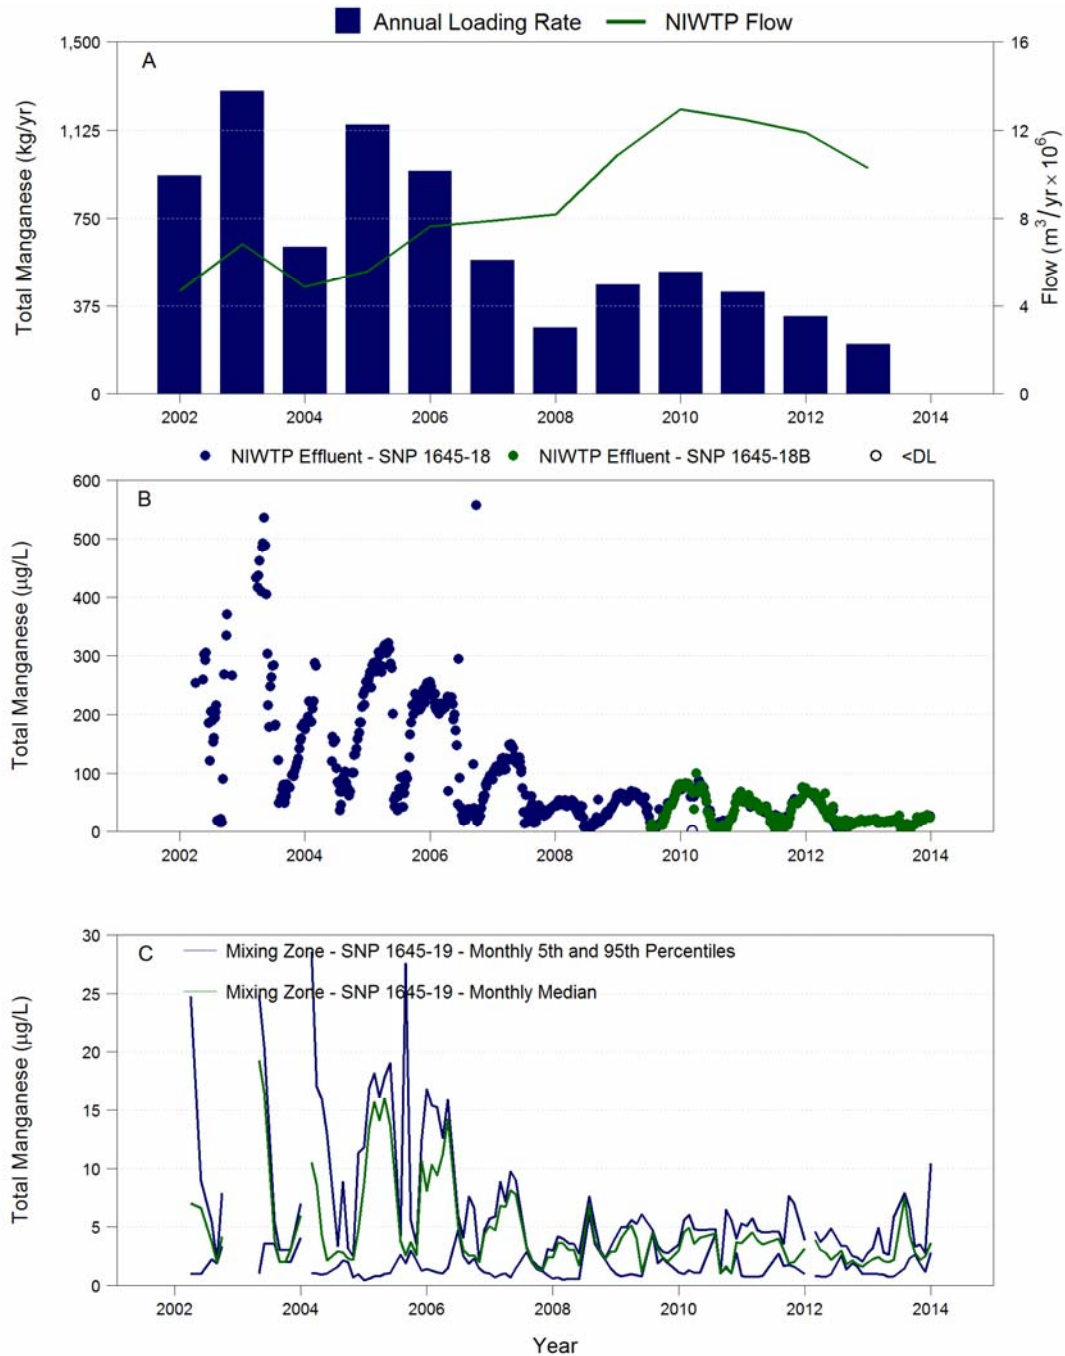 Annual Loading Rate NIWTP Flow
A
Total Manganese (kg/yr)
1,500
1,125
750
375
0
16
12
8
4
0
Flow (m³/yr × 10⁶)
2002 2004 2006 2008 2010 2012 2014
NIWTP Effluent - SNP 1645-18 NIWTP Effluent - SNP 1645-18B <DL
B
Total Manganese (µg/L)
600
500
400
300
200
100
0
2002 2004 2006 2008 2010 2012 2014
C
Mixing Zone - SNP 1645-19 - Monthly 5th and 95th Percentiles
Mixing Zone - SNP 1645-19 - Monthly Median
Total Manganese (µg/L)
30
25
20
15
10
5
0
2002 2004 2006 2008 2010 2012 2014
Year